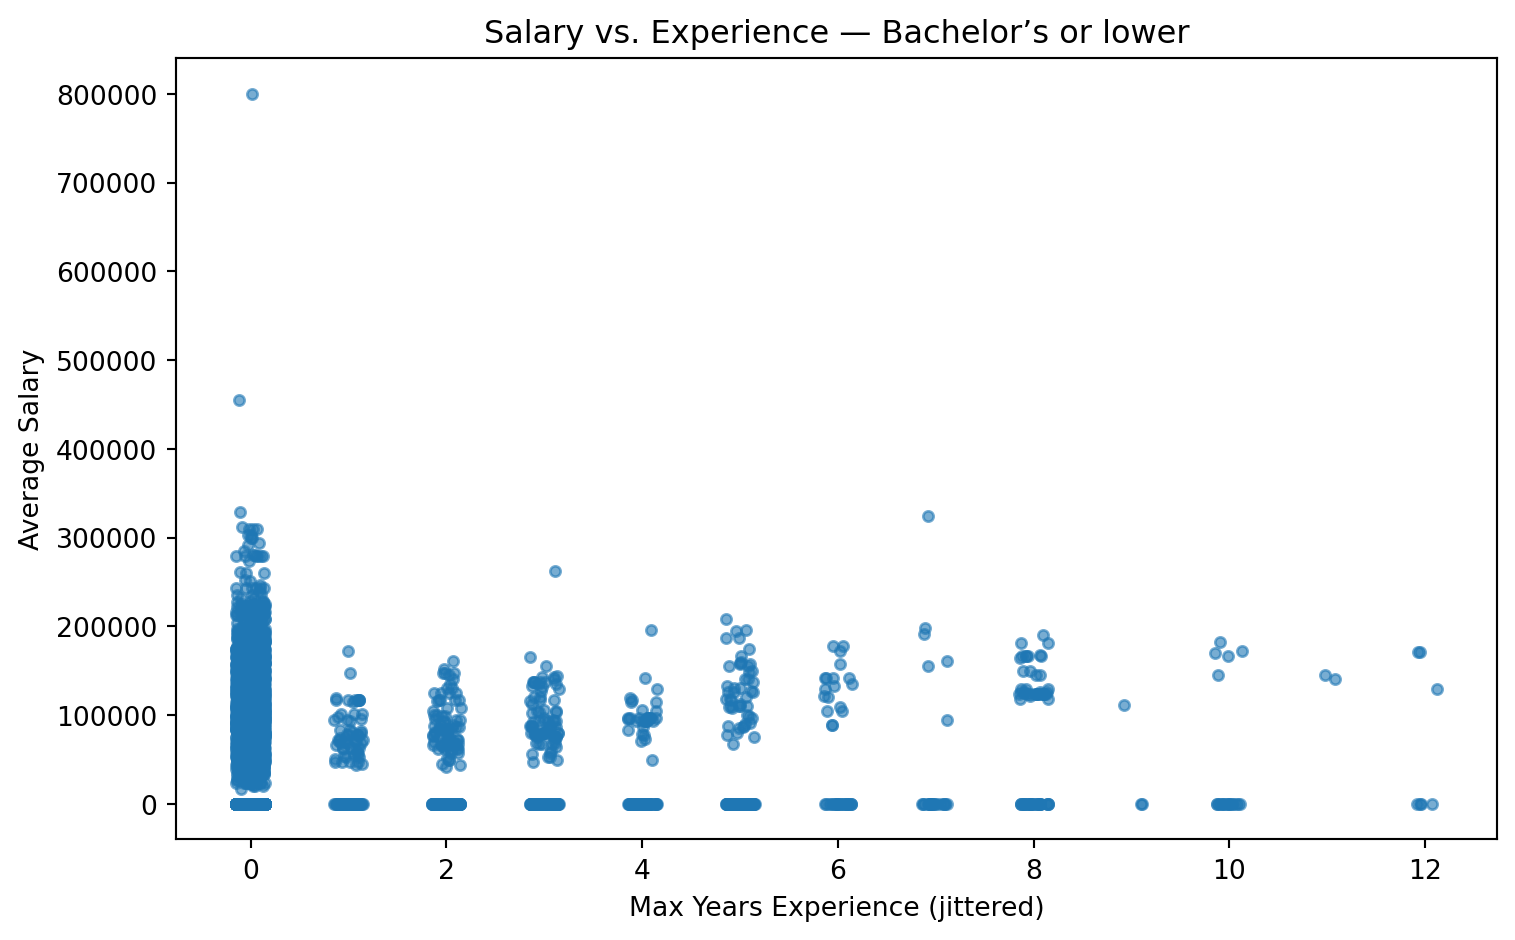 Salary vs. Experience — Bachelor’s or lower
800000
700000
600000
500000
400000
300000
200000
100000
0
Average Salary
0 2 4 6 8 10 12
Max Years Experience (jittered)